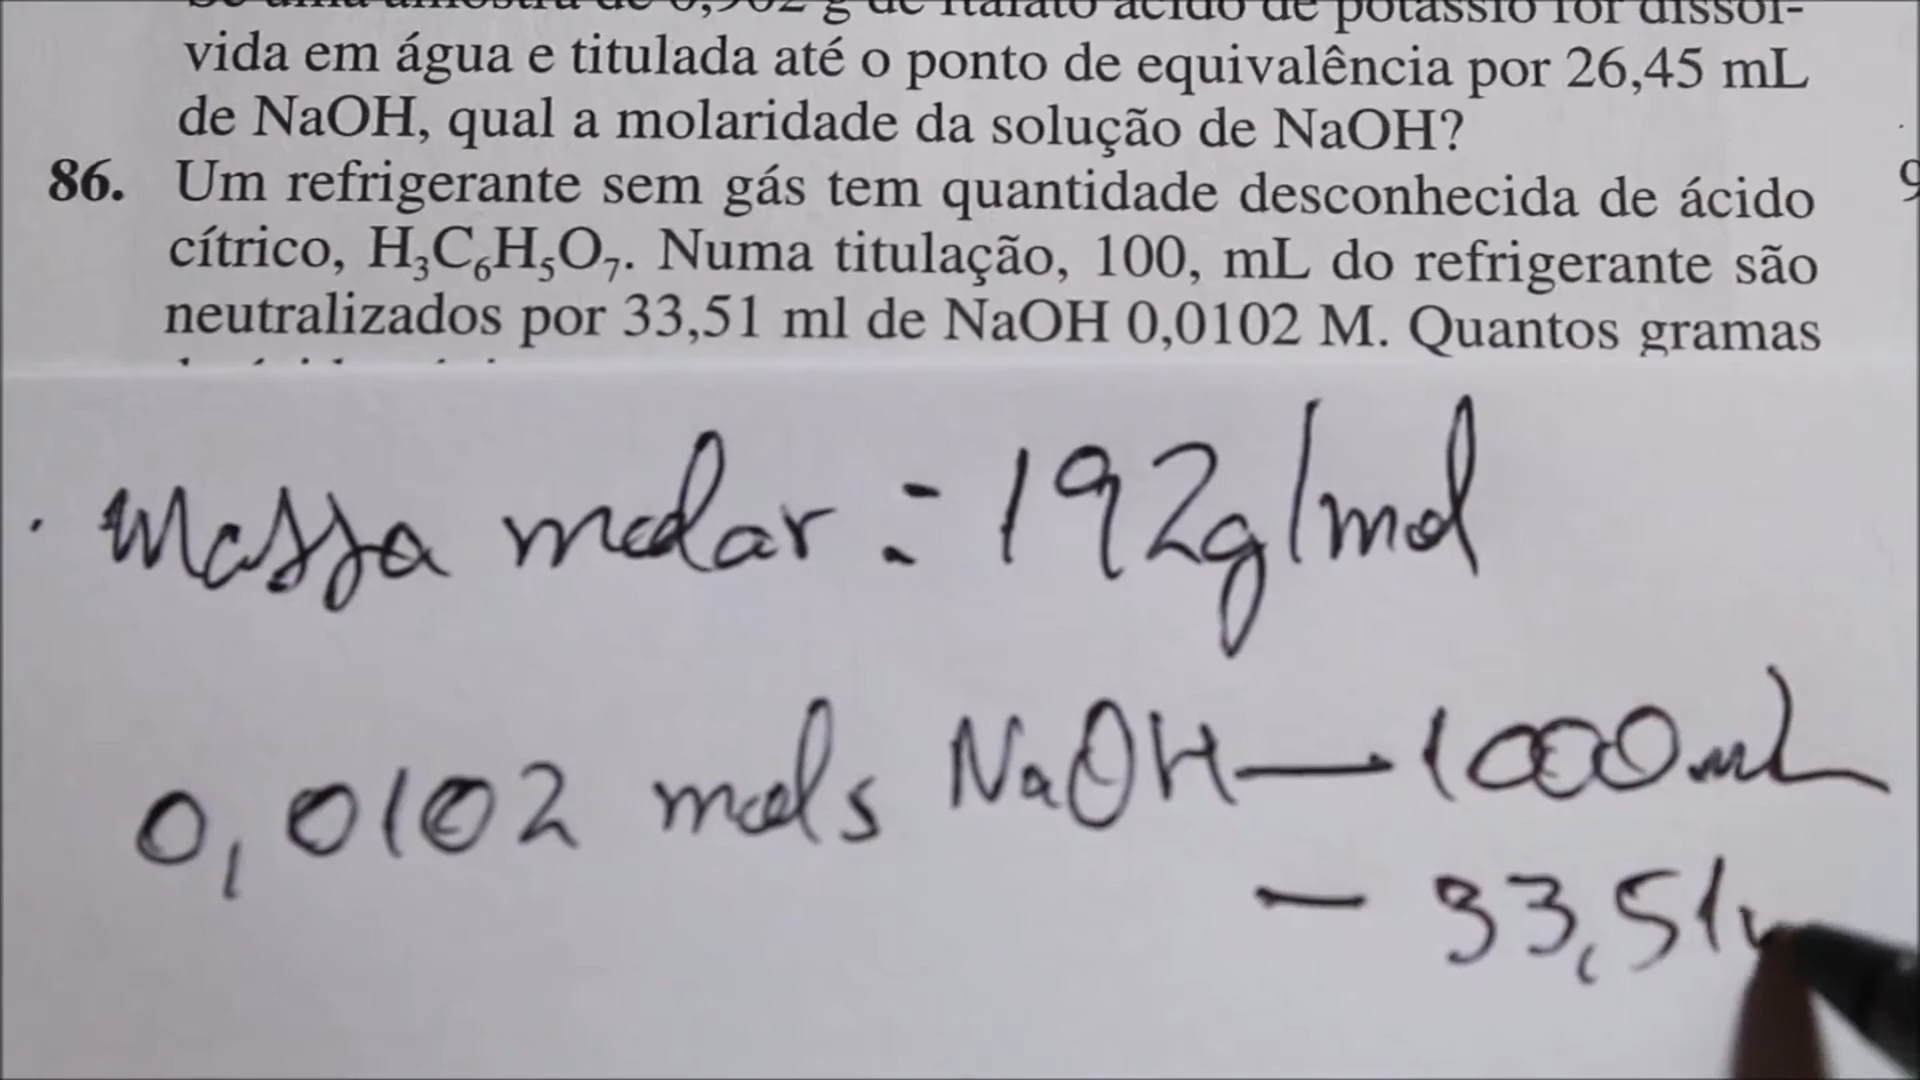 vida em água e titulada até o ponto de equivalência por 26,45 mL
de NaOH, qual a molaridade da solução de NaOH?
86. Um refrigerante sem gás tem quantidade desconhecida de ácido
cítrico, H₃C₆H₅O₇. Numa titulação, 100, mL do refrigerante são
neutralizados por 33,51 ml de NaOH 0,0102 M. Quantos gramas
. Massa molar = 192g/mol
0,0102 mols NaOH — 1000mL
— 33,51